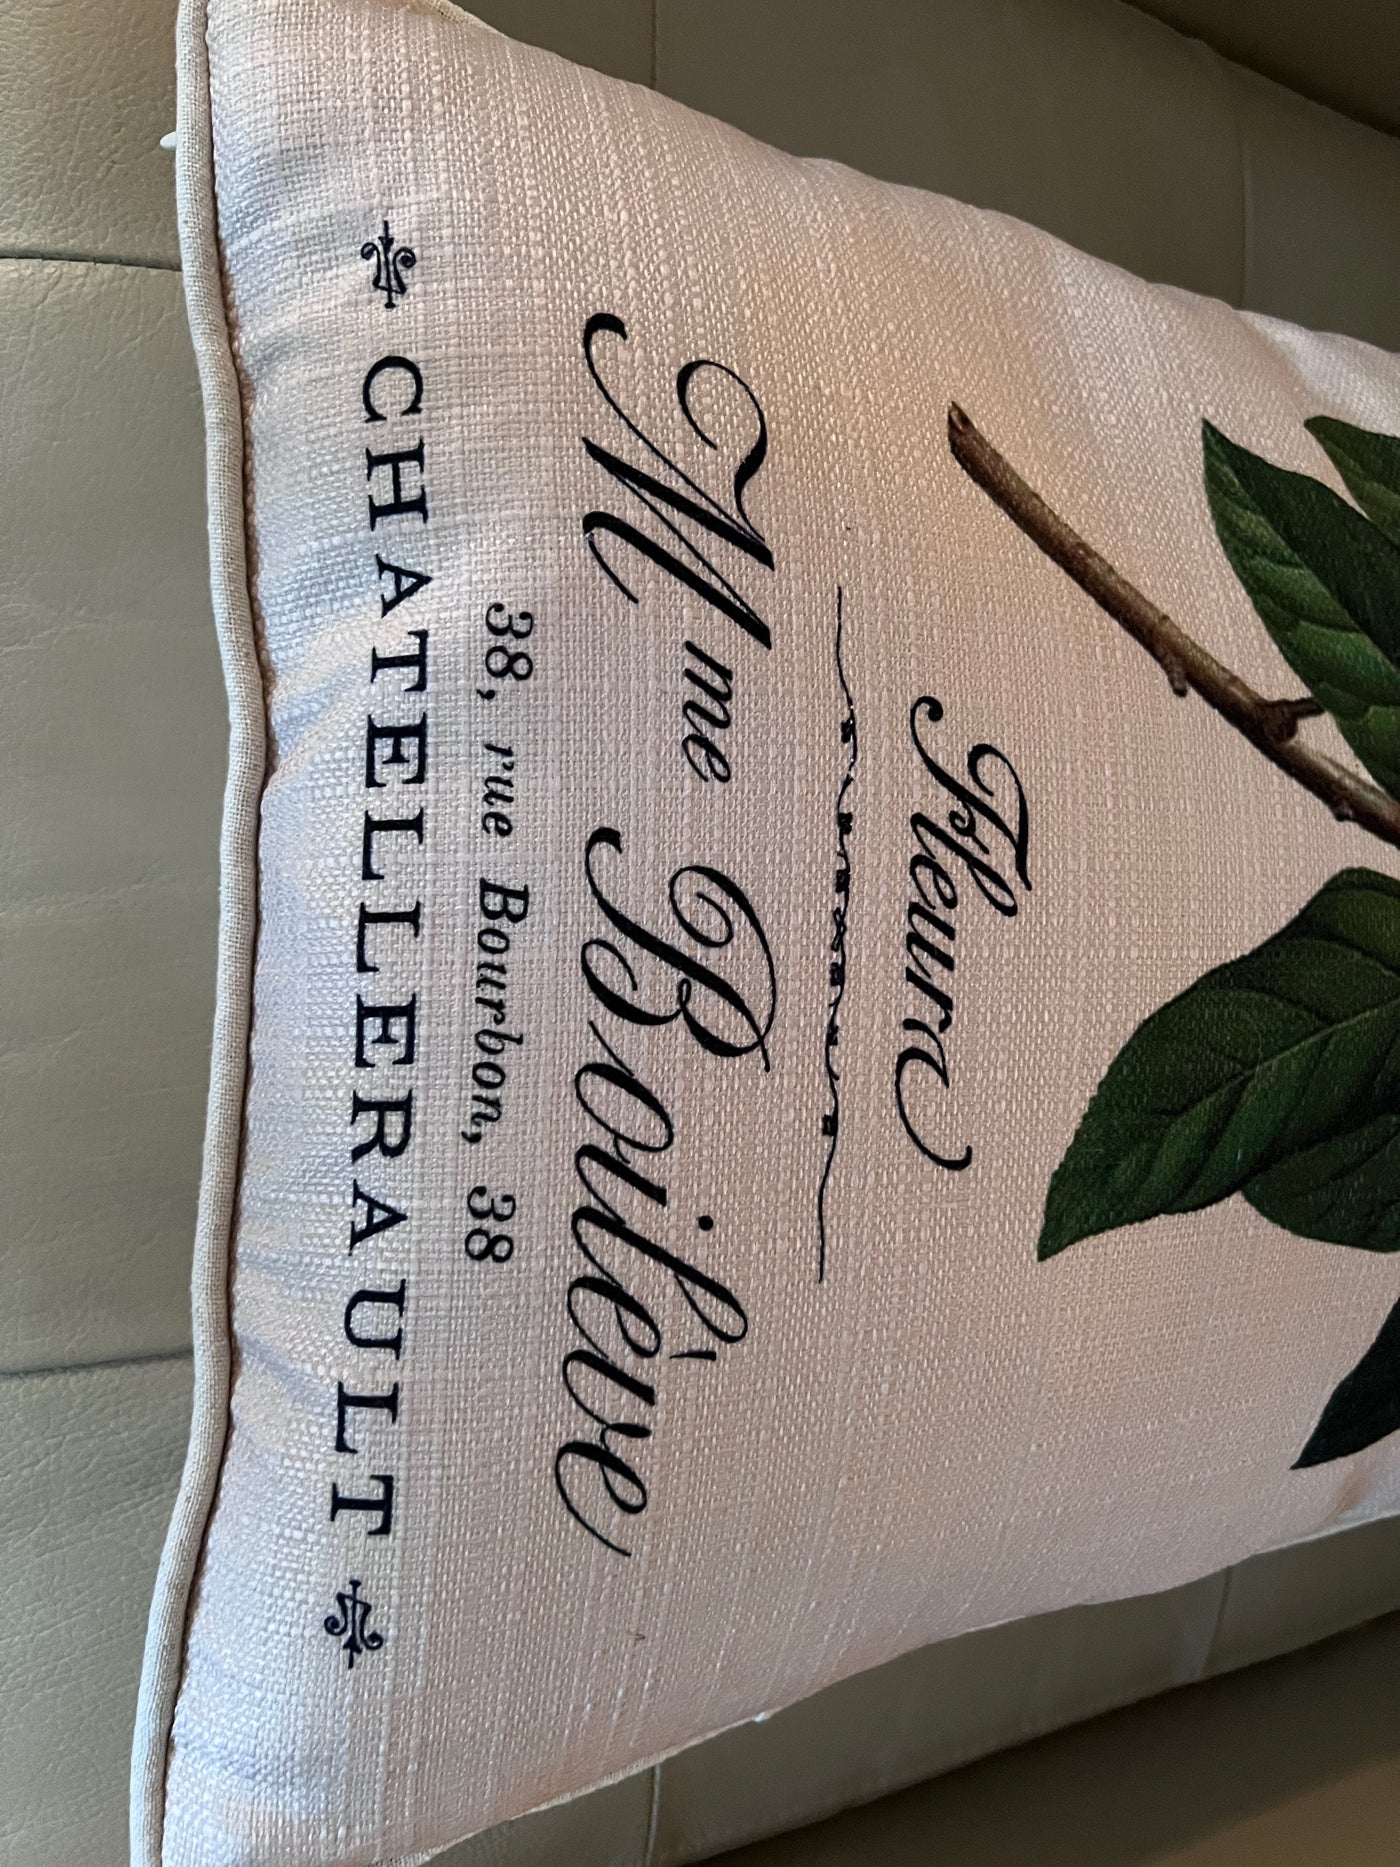 Fleurs
Mme Boileve
38, rue Bourbon, 38
CHATELLERAULT